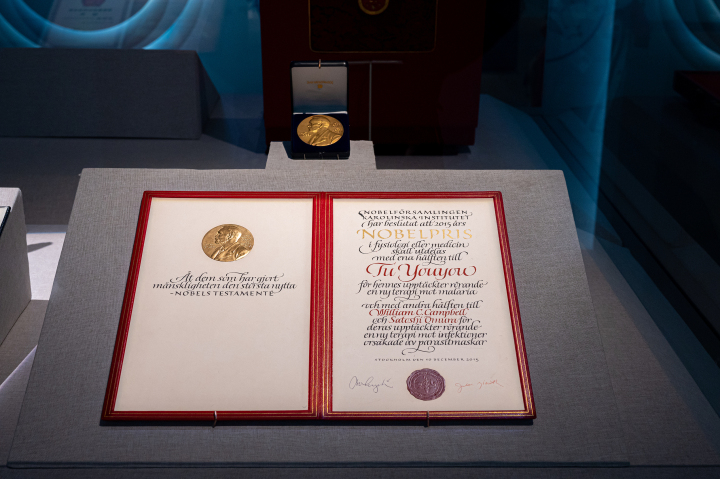 Åt dem som har gjort
mänskligheten den största nytta
– NOBELS TESTAMENTE –
NOBELFÖRSAMLINGEN
KAROLINSKA INSTITUTET
har beslutat att 2015 års
NOBELPRIS
i fysiologi eller medicin
skall utdelas
med ena hälften till
Tu Youyou
för hennes upptäckter rörande
en ny terapi mot malaria
och med andra hälften till
William C. Campbell
och Satoshi Ōmura för
deras upptäckter rörande
en ny terapi mot infektioner
orsakade av parasitmaskar
STOCKHOLM DEN 10 DECEMBER 2015